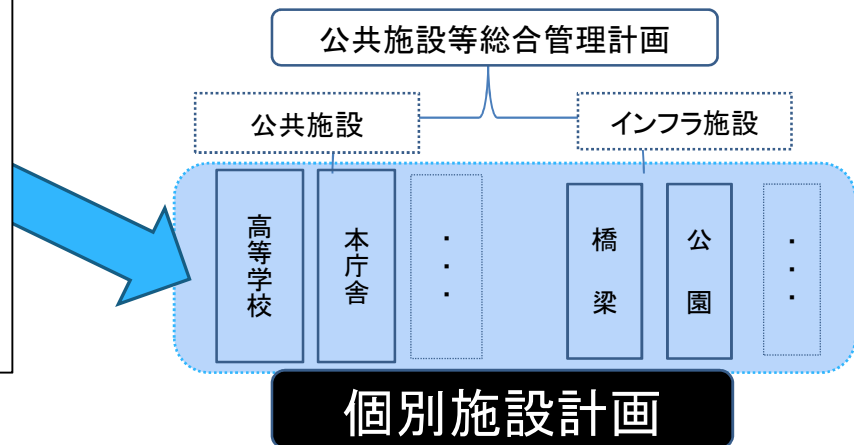 公共施設等総合管理計画
公共施設
インフラ施設
高等学校
本庁舎
・・・
橋梁
公園
・・・
個別施設計画